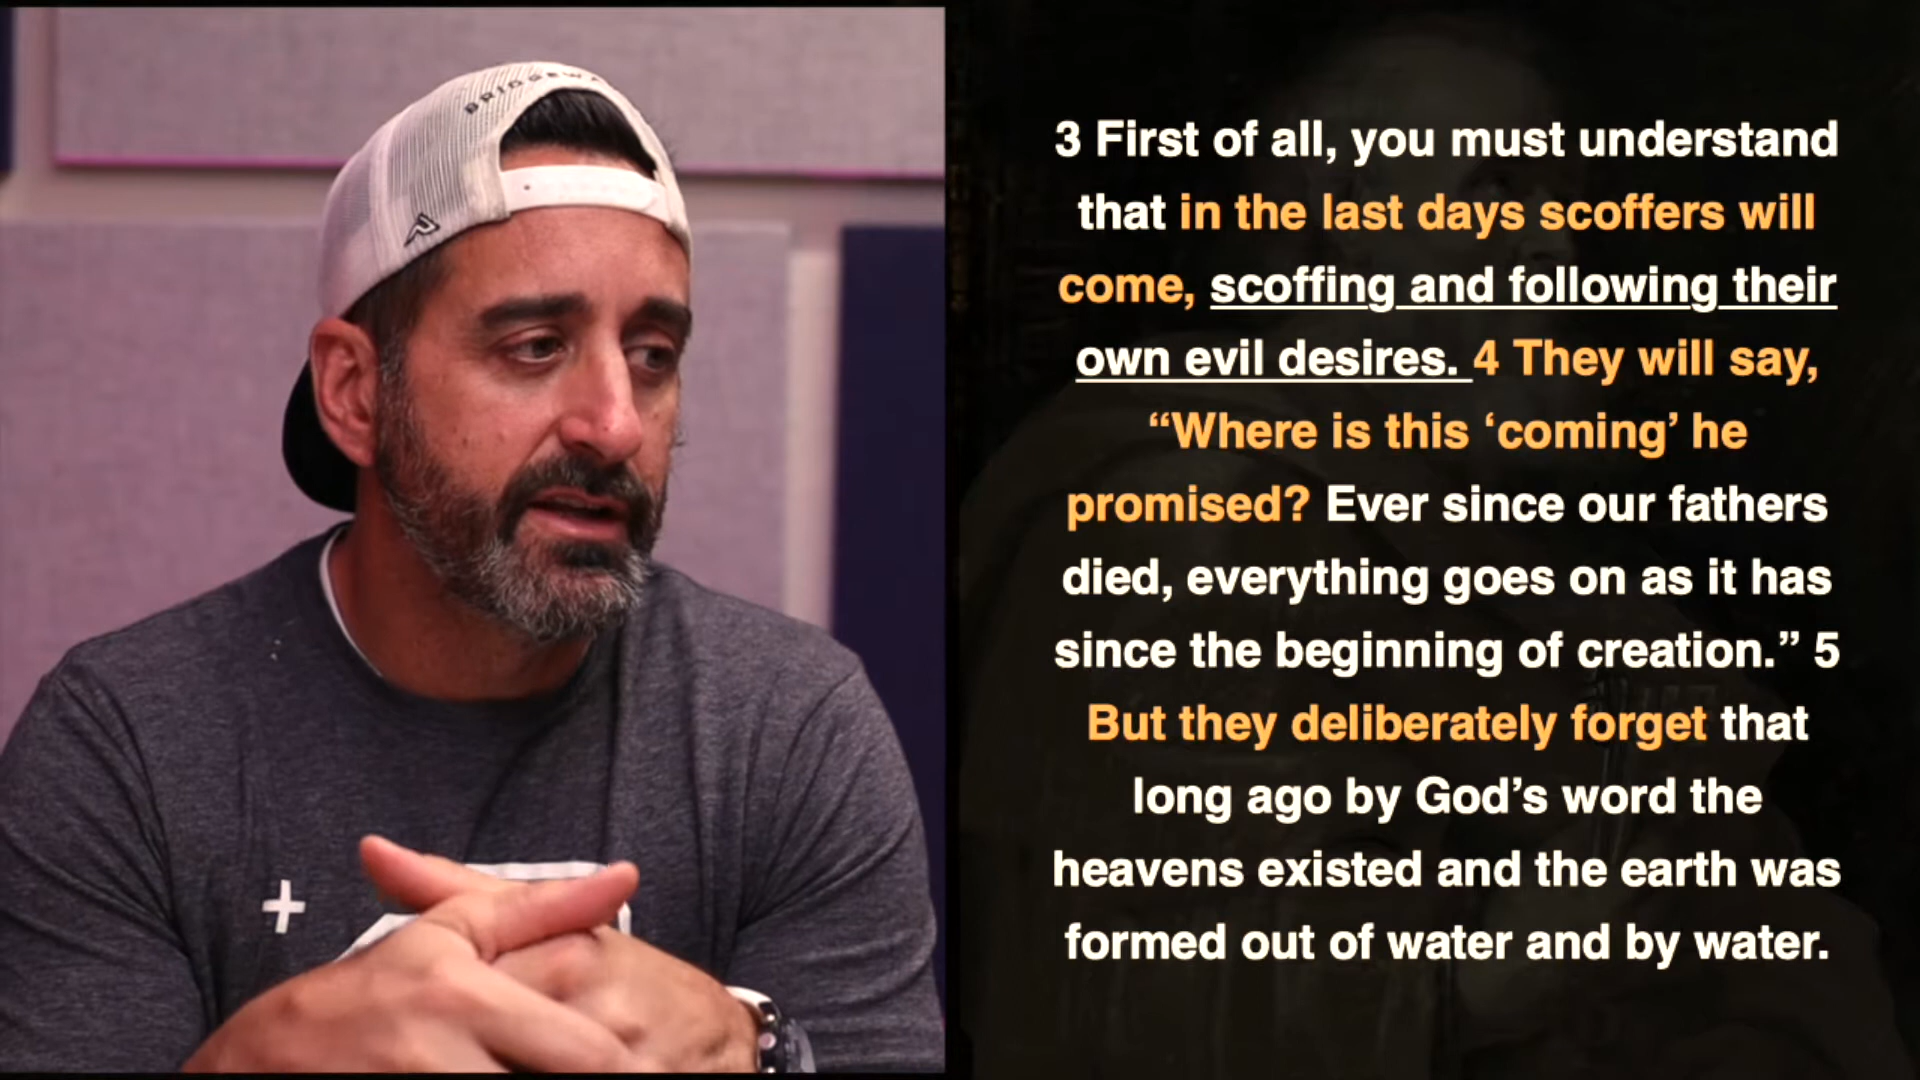 BRIDGEWA
3 First of all, you must understand
that in the last days scoffers will
come, scoffing and following their
own evil desires. 4 They will say,
“Where is this ‘coming’ he
promised? Ever since our fathers
died, everything goes on as it has
since the beginning of creation.” 5
But they deliberately forget that
long ago by God’s word the
heavens existed and the earth was
formed out of water and by water.